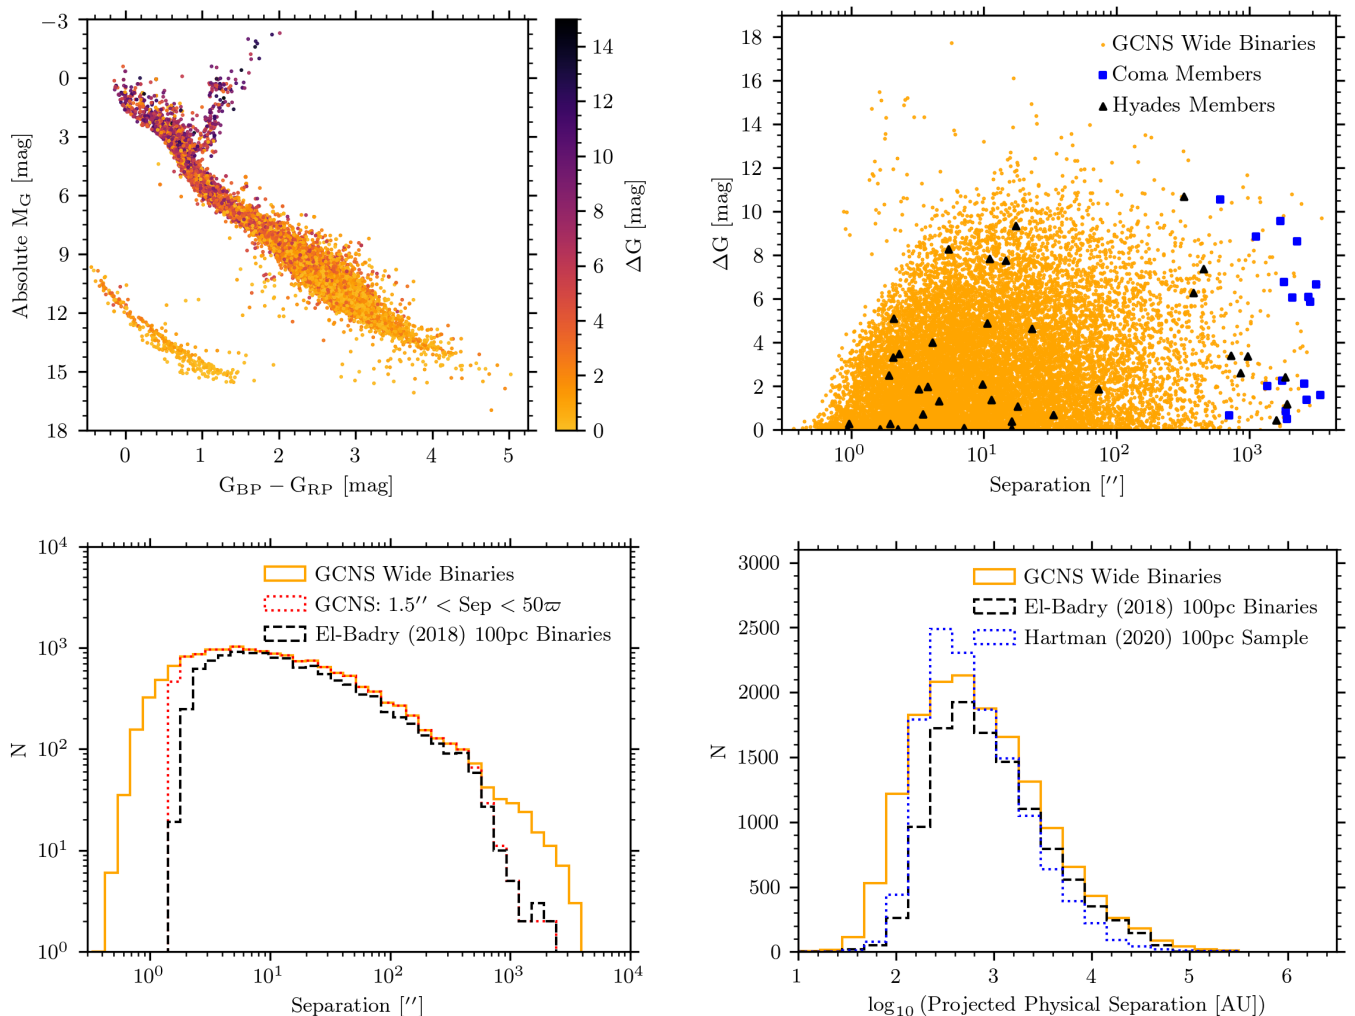 −3
0
3
6
9
12
15
18
Absolute M_G [mag]
0 1 2 3 4 5
G_BP − G_RP [mag]
14
12
10
8
6
4
2
0
ΔG [mag]
18
16
14
12
10
8
6
4
2
0
ΔG [mag]
GCNS Wide Binaries
Coma Members
Hyades Members
10^0 10^1 10^2 10^3
Separation [′′]
10^4
10^3
10^2
10^1
10^0
N
GCNS Wide Binaries
GCNS: 1.5′′ < Sep < 50ϖ
El-Badry (2018) 100pc Binaries
10^0 10^1 10^2 10^3 10^4
Separation [′′]
3000
2500
2000
1500
1000
500
0
N
GCNS Wide Binaries
El-Badry (2018) 100pc Binaries
Hartman (2020) 100pc Sample
1 2 3 4 5 6
log_10 (Projected Physical Separation [AU])